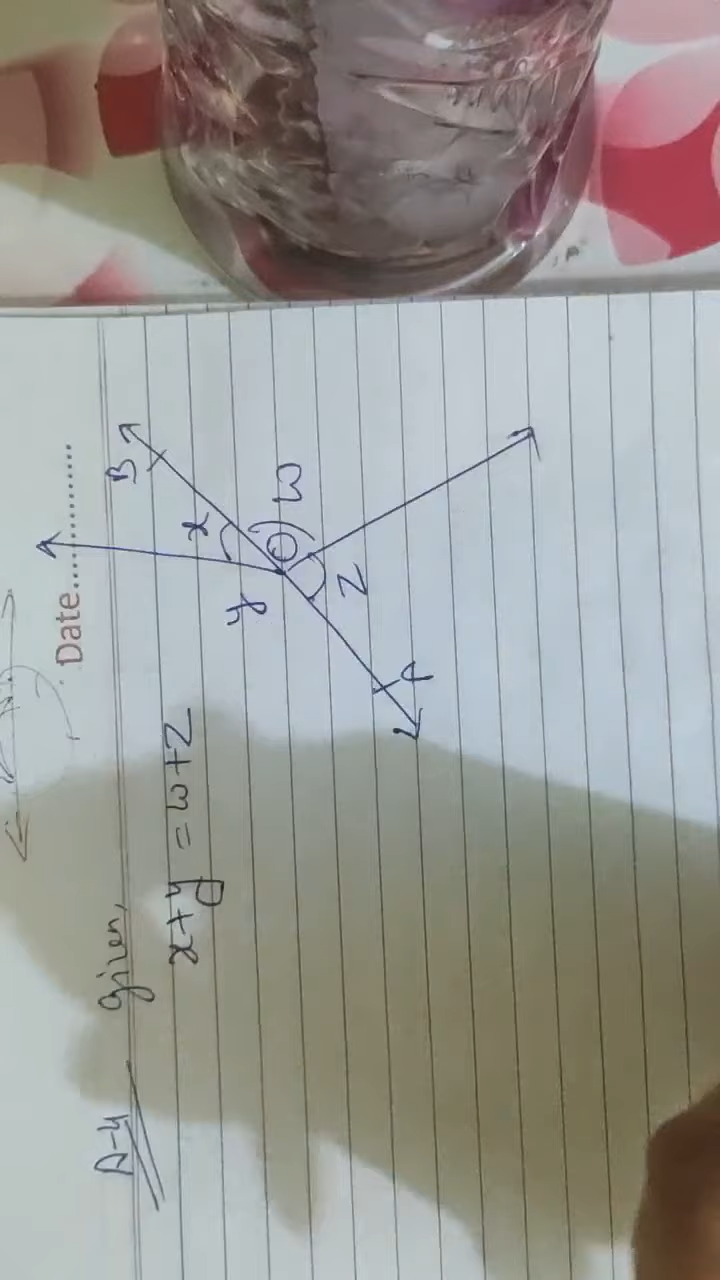 Date..............
A-4 Given,
x+y = w+z
B
x
y
O
w
z
A